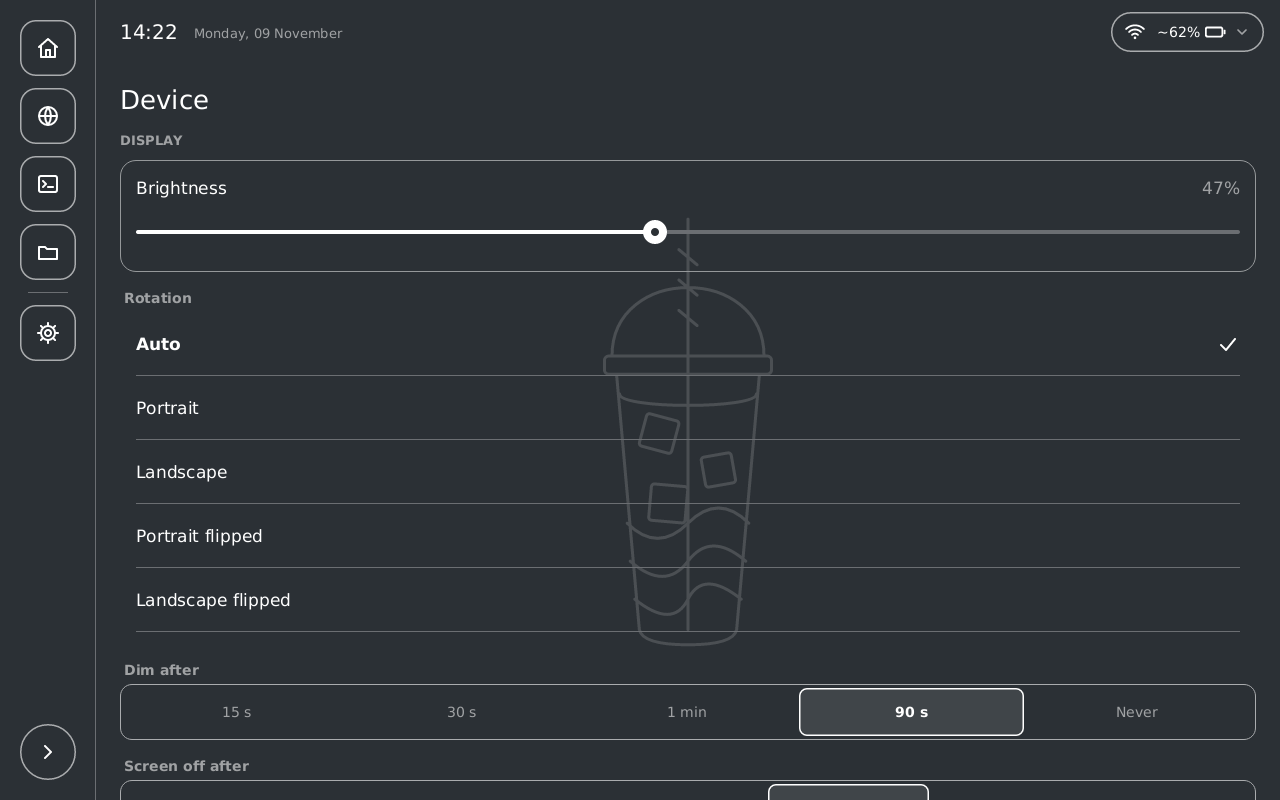 14:22 Monday, 09 November ~62%
Device
DISPLAY
Brightness 47%
Rotation
Auto
Portrait
Landscape
Portrait flipped
Landscape flipped
Dim after
15 s 30 s 1 min 90 s Never
Screen off after